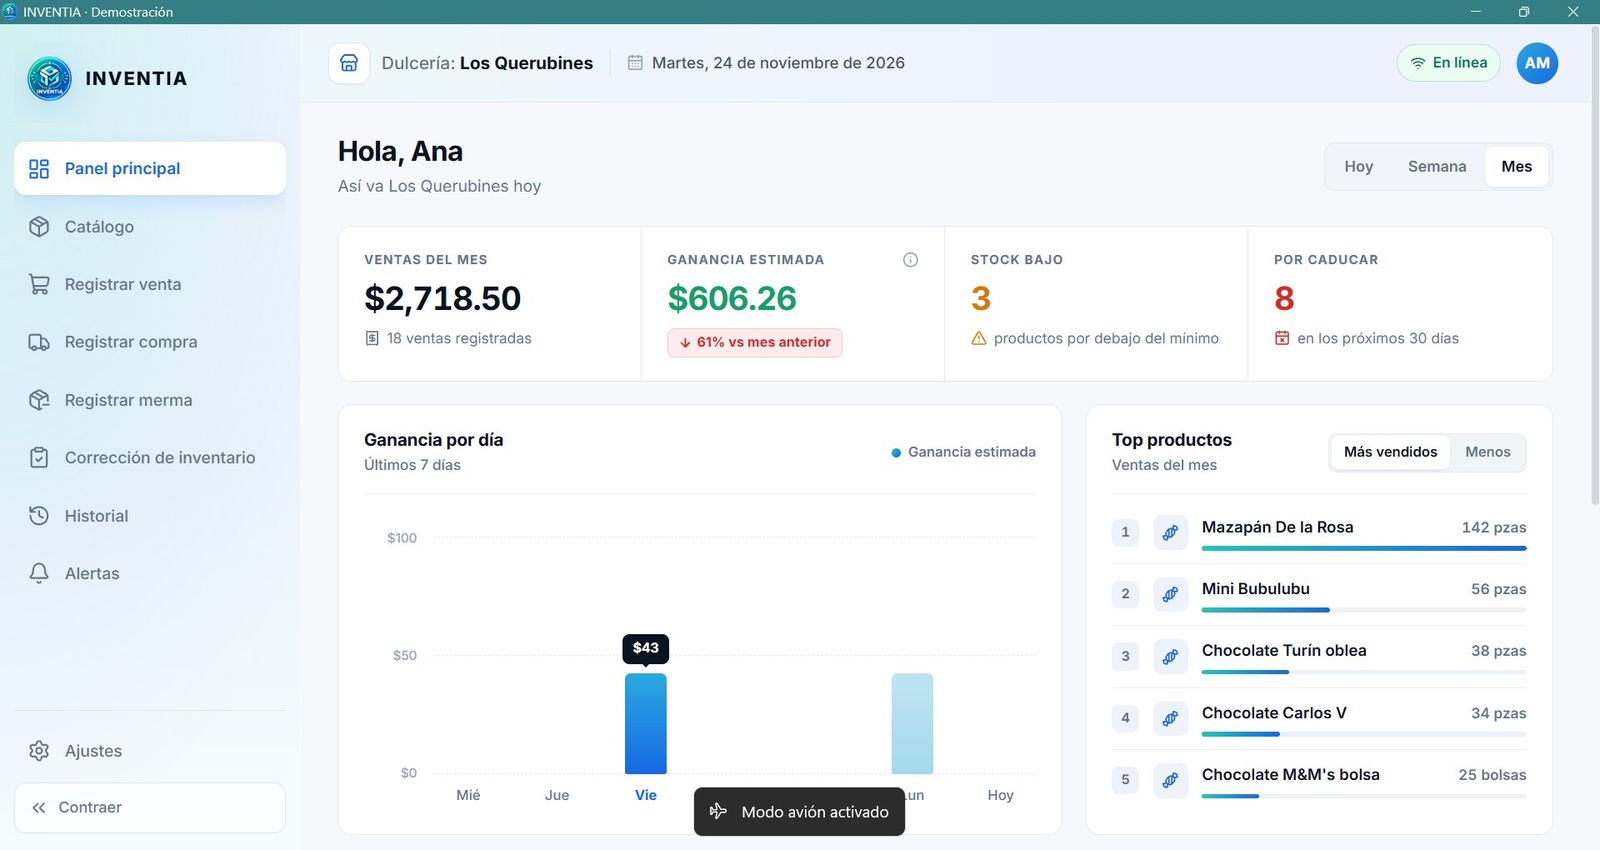 INVENTIA · Demostración
INVENTIA
INVENTIA
Dulcería: Los Querubines
Martes, 24 de noviembre de 2026
En línea
AM
Panel principal
Catálogo
Registrar venta
Registrar compra
Registrar merma
Corrección de inventario
Historial
Alertas
Ajustes
Contraer
Hola, Ana
Así va Los Querubines hoy
Hoy
Semana
Mes
VENTAS DEL MES
$2,718.50
18 ventas registradas
GANANCIA ESTIMADA
$606.26
↓ 61% vs mes anterior
STOCK BAJO
3
productos por debajo del mínimo
POR CADUCAR
8
en los próximos 30 días
Ganancia por día
Últimos 7 días
Ganancia estimada
$100
$50
$0
$43
Mié
Jue
Vie
Hoy
Modo avión activado
Top productos
Ventas del mes
Más vendidos
Menos
1 Mazapán De la Rosa 142 pzas
2 Mini Bubulubu 56 pzas
3 Chocolate Turín oblea 38 pzas
4 Chocolate Carlos V 34 pzas
5 Chocolate M&M's bolsa 25 bolsas